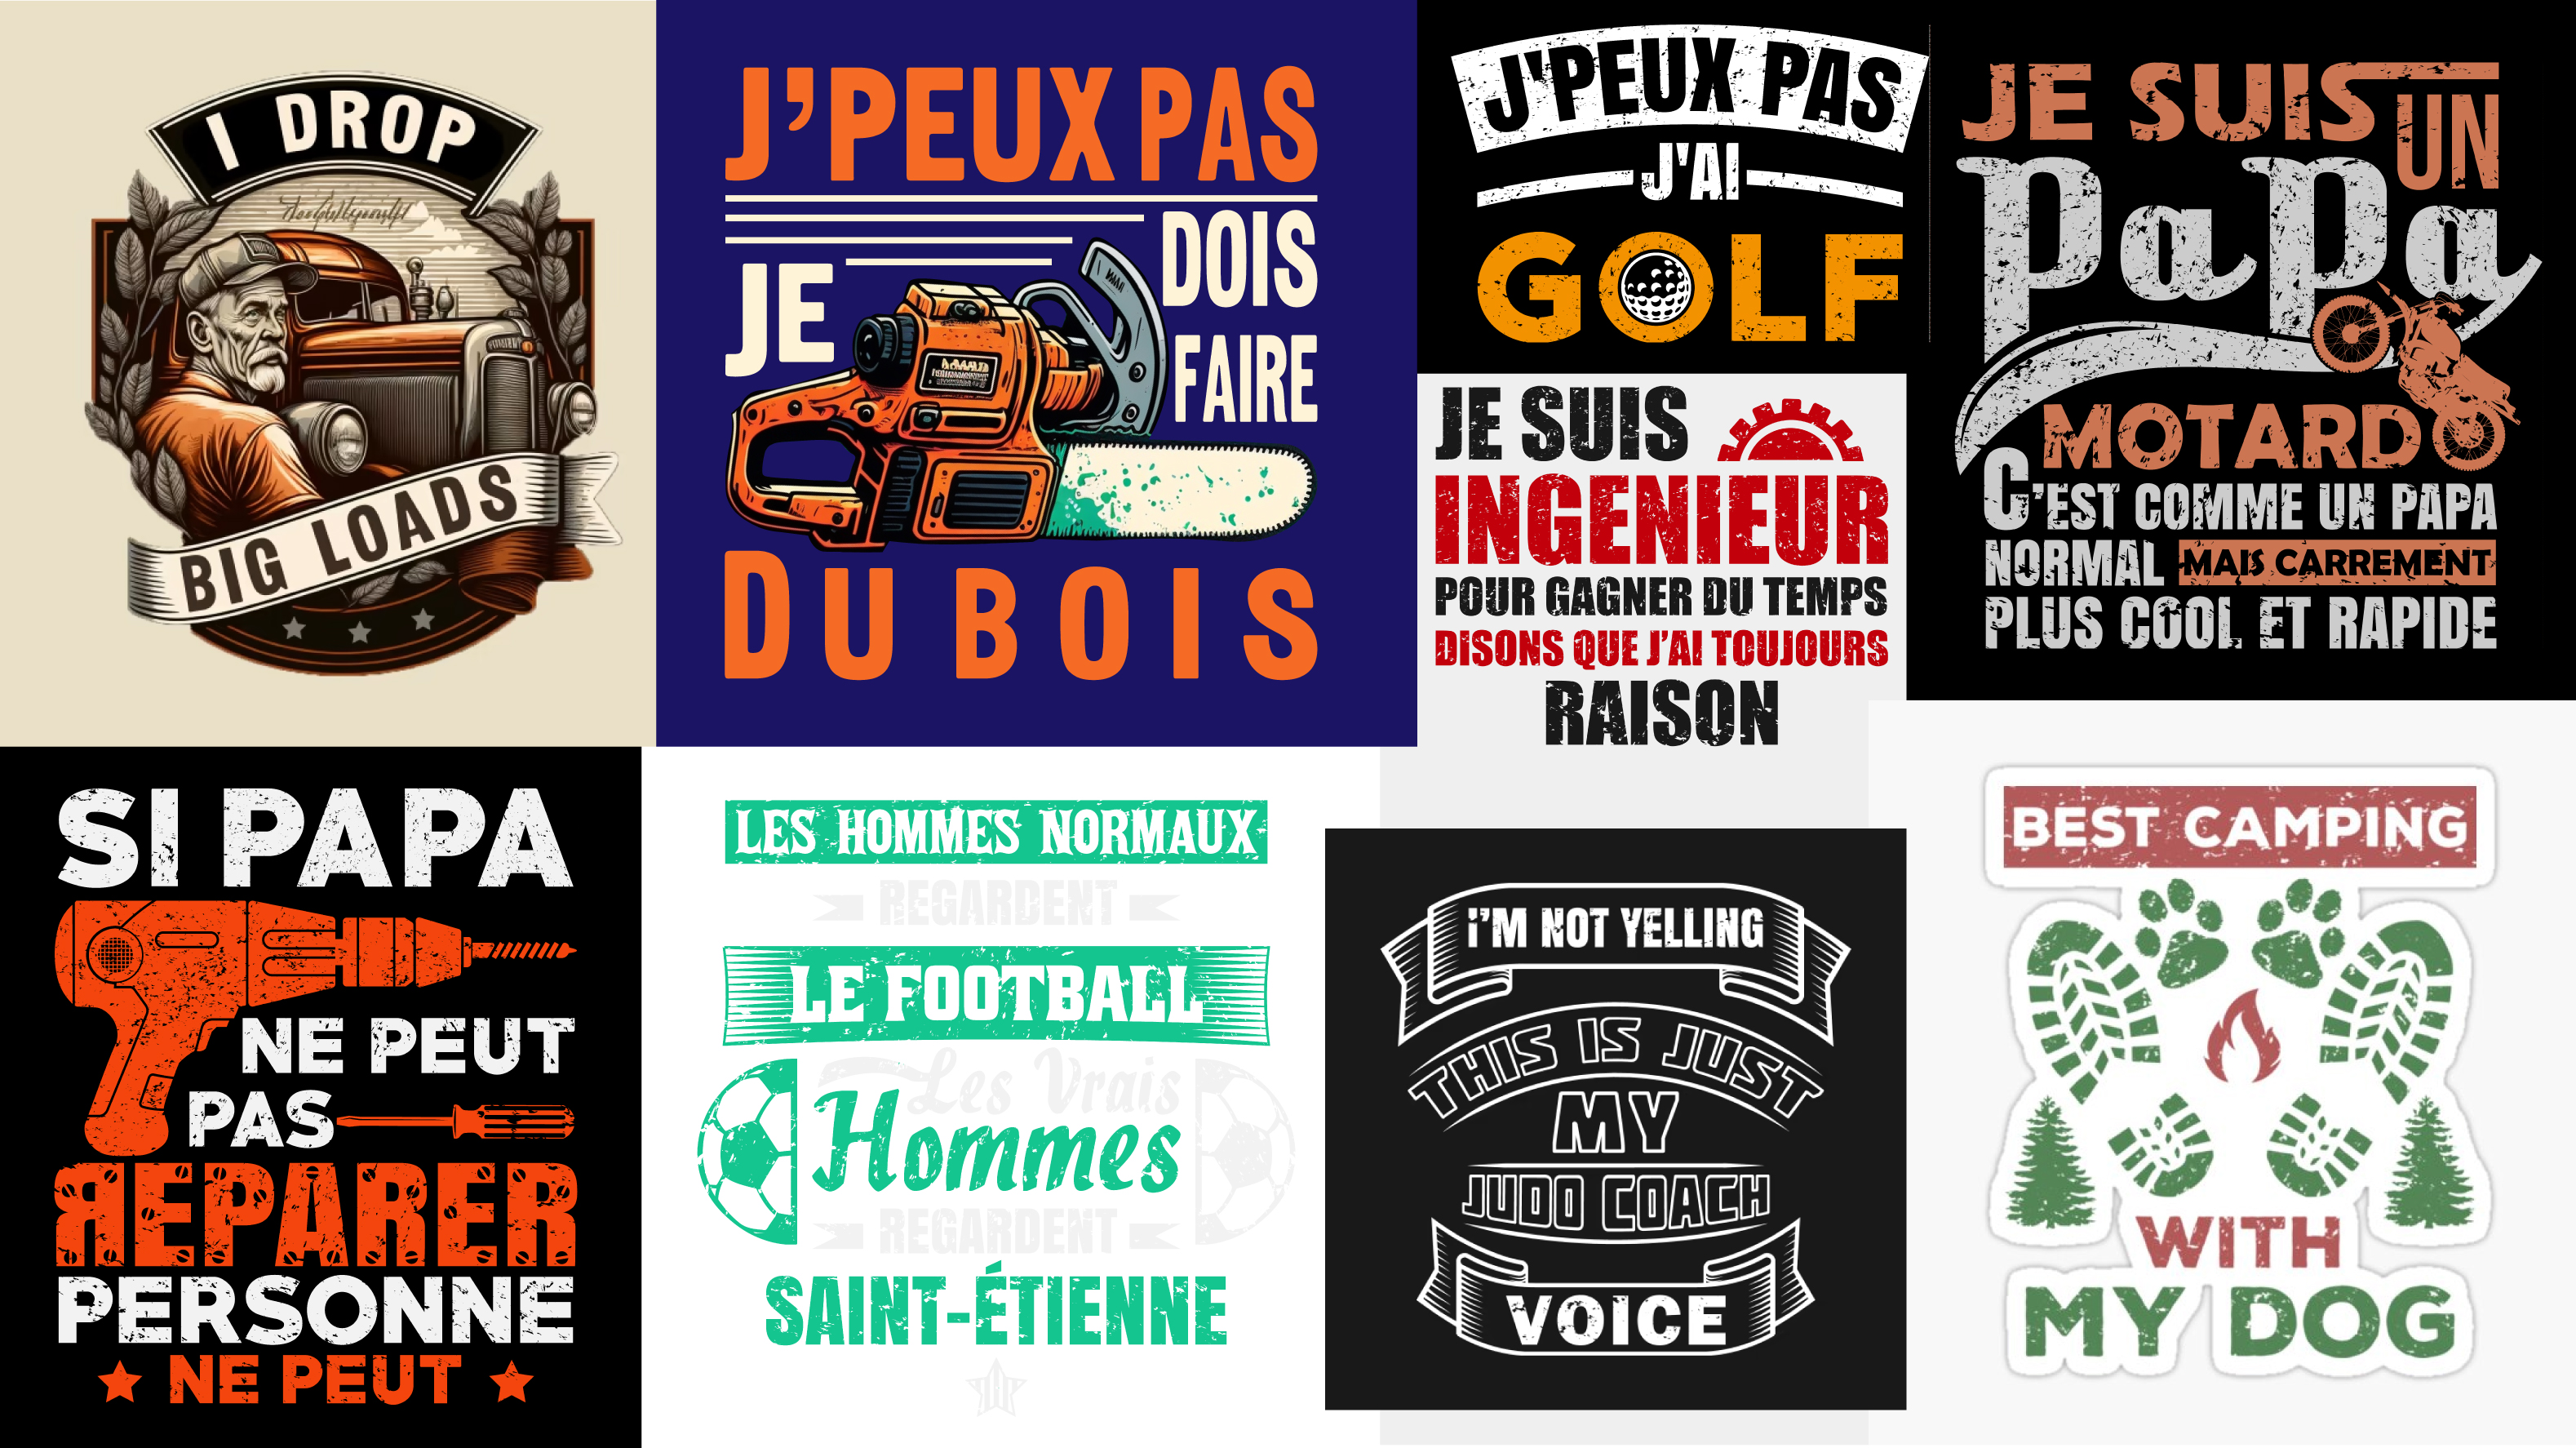 I DROP
BIG LOADS
J'PEUX PAS
JE
DOIS
FAIRE
DU BOIS
J'PEUX PAS
J'AI
GOLF
JE SUIS
INGENIEUR
POUR GAGNER DU TEMPS
DISONS QUE J'AI TOUJOURS
RAISON
JE SUIS UN
PaPa
MOTARD
C'EST COMME UN PAPA
NORMAL MAIS CARREMENT
PLUS COOL ET RAPIDE
SI PAPA
NE PEUT
PAS
REPARER
PERSONNE
NE PEUT
LES HOMMES NORMAUX
REGARDENT
LE FOOTBALL
Les Vrais
Hommes
REGARDENT
SAINT-ÉTIENNE
I'M NOT YELLING
THIS IS JUST
MY
JUDO COACH
VOICE
BEST CAMPING
WITH
MY DOG